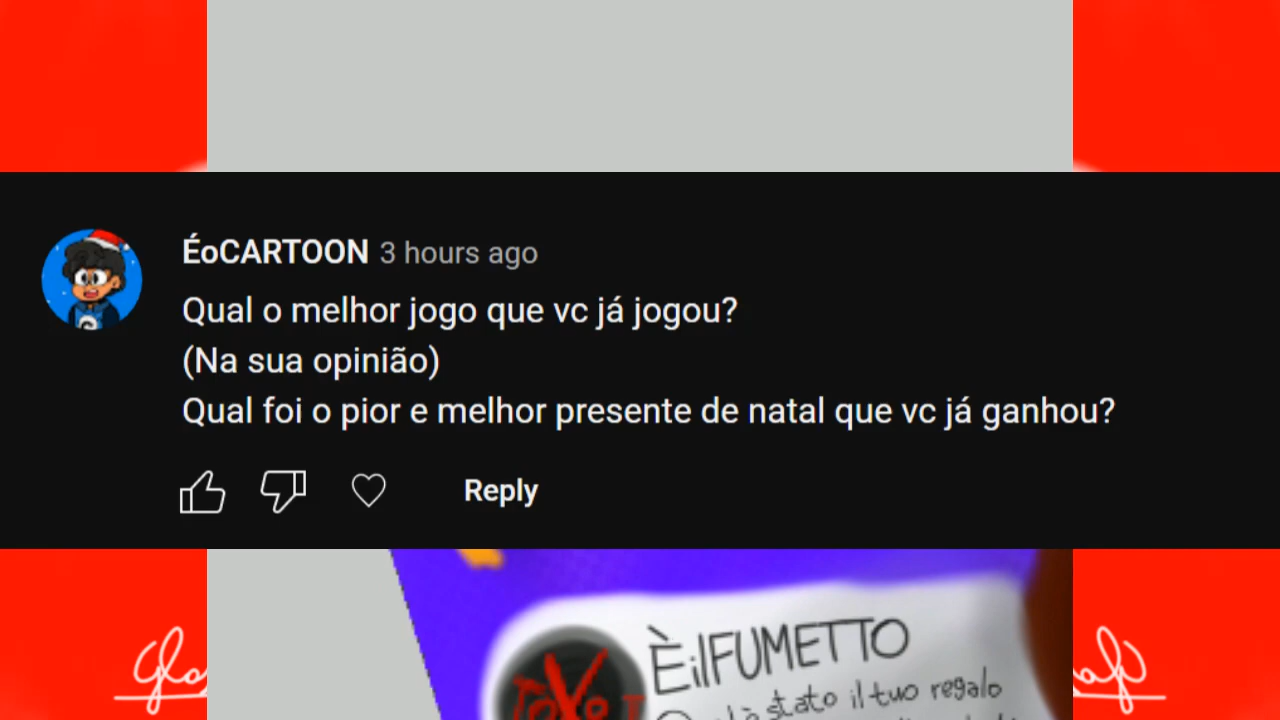 ÉoCARTOON 3 hours ago
Qual o melhor jogo que vc já jogou?
(Na sua opinião)
Qual foi o pior e melhor presente de natal que vc já ganhou?
Reply
ÈilFUMETTO
stato il tuo regalo